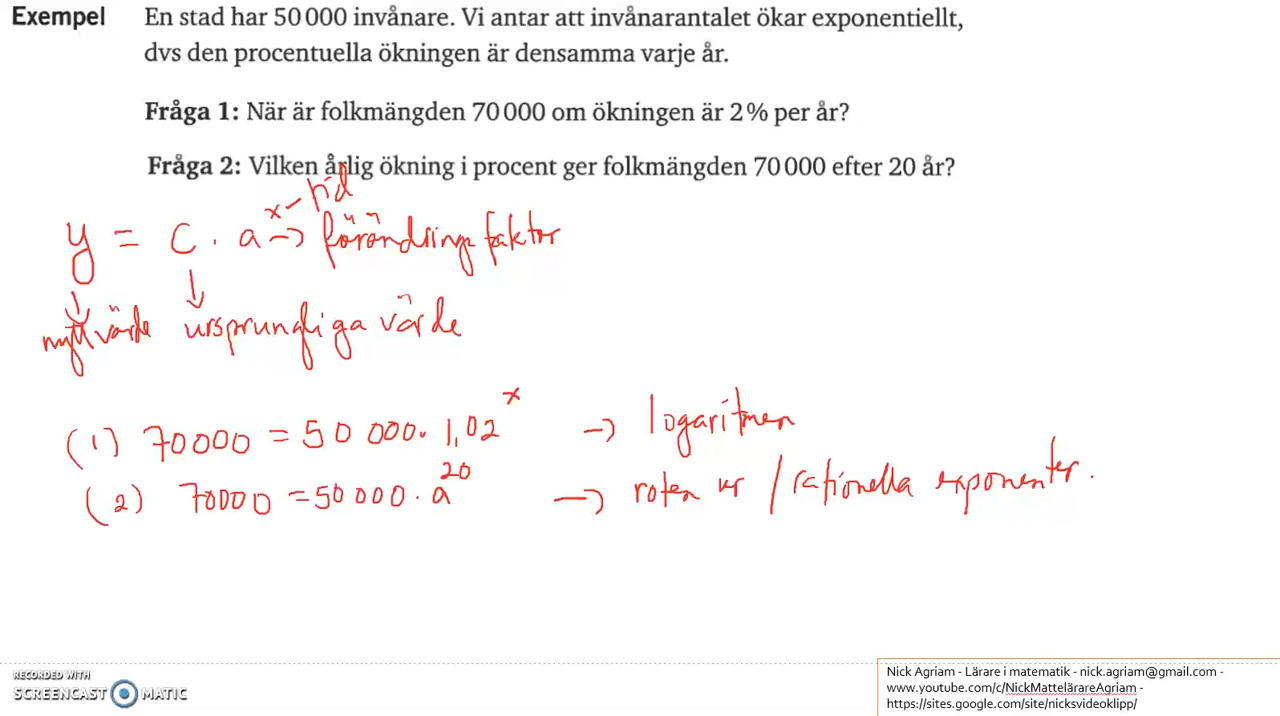 Exempel En stad har 50 000 invånare. Vi antar att invånarantalet ökar exponentiellt,
dvs den procentuella ökningen är densamma varje år.
Fråga 1: När är folkmängden 70 000 om ökningen är 2 % per år?
Fråga 2: Vilken årlig ökning i procent ger folkmängden 70 000 efter 20 år?
y = C · a^x – tid → förändringsfaktor
nytt värde ursprungliga värde
(1) 70000 = 50 000 · 1,02^x → logaritmen
(2) 70000 = 50 000 · a^20 → roten ur / rationella exponenter.
RECORDED WITH
SCREENCAST MATIC
Nick Agriam - Lärare i matematik - nick.agriam@gmail.com -
www.youtube.com/c/NickMattelärareAgriam -
https://sites.google.com/site/nicksvideoklipp/